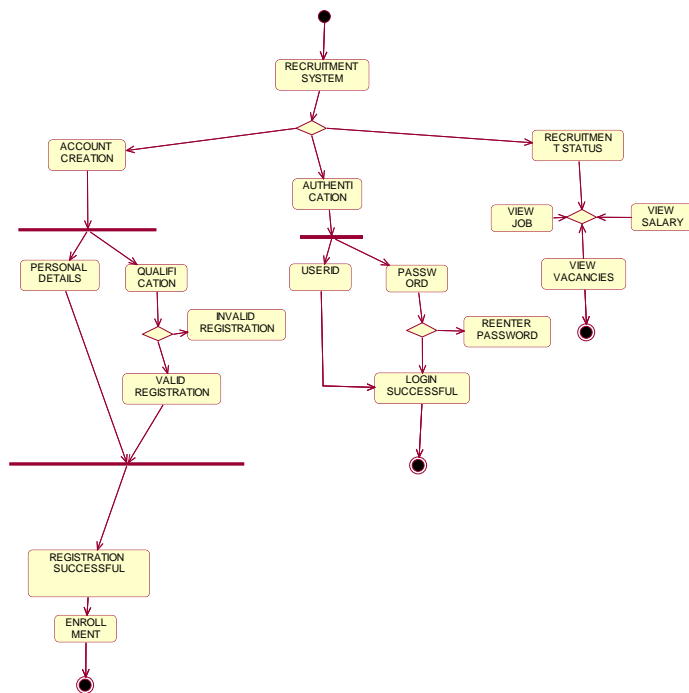 RECRUITMENT
SYSTEM
ACCOUNT
CREATION
RECRUITMEN
T STATUS
AUTHENTI
CATION
VIEW
JOB
VIEW
SALARY
PERSONAL
DETAILS
QUALIFI
CATION
USERID
PASSW
ORD
VIEW
VACANCIES
INVALID
REGISTRATION
REENTER
PASSWORD
VALID
REGISTRATION
LOGIN
SUCCESSFUL
REGISTRATION
SUCCESSFUL
ENROLL
MENT